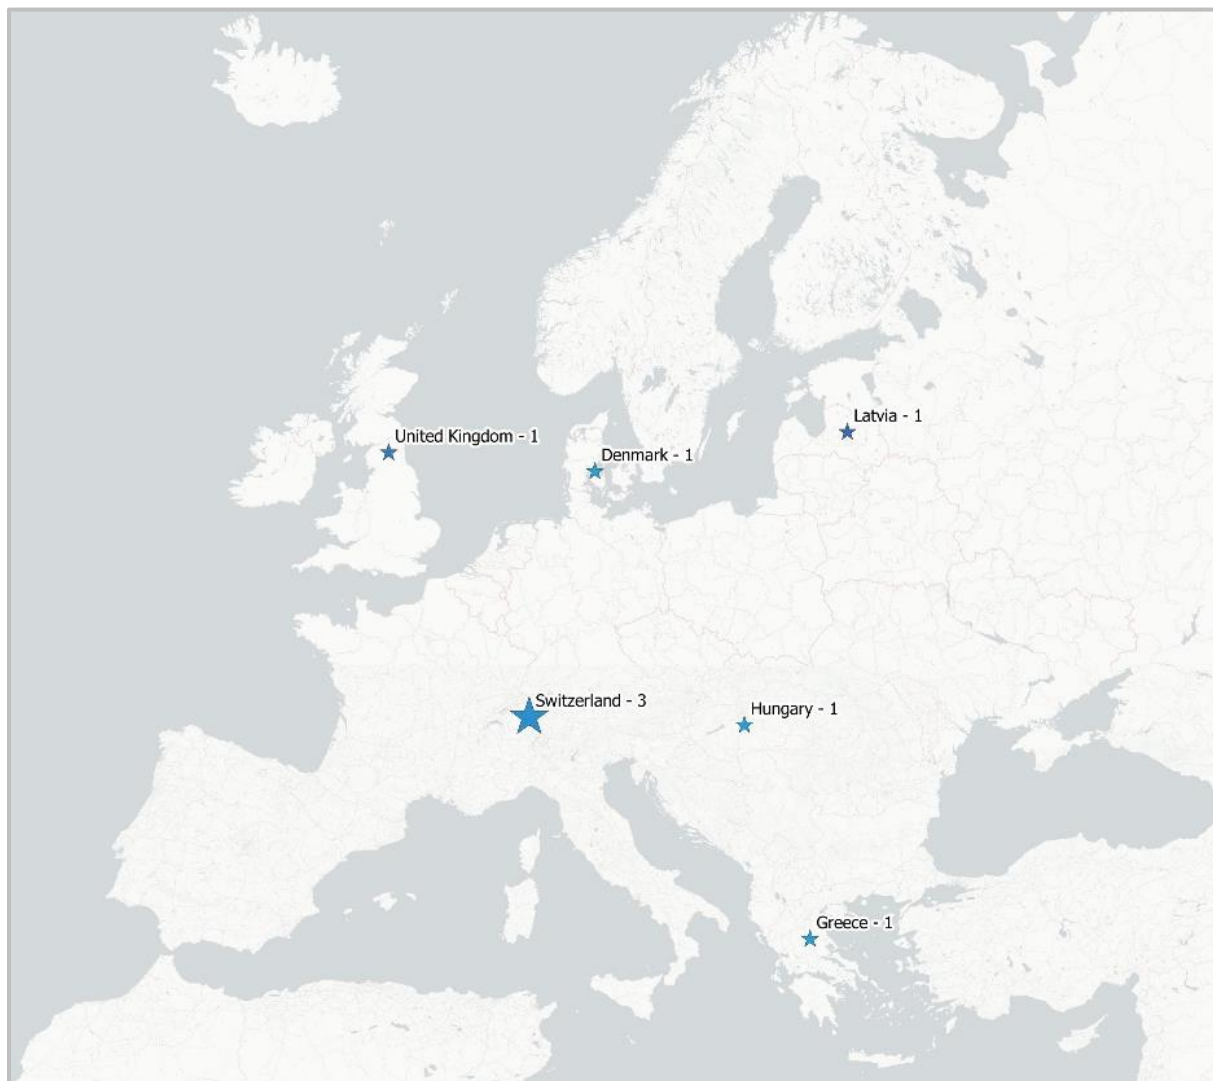 Latvia - 1
United Kingdom - 1
Denmark - 1
Switzerland - 3
Hungary - 1
Greece - 1